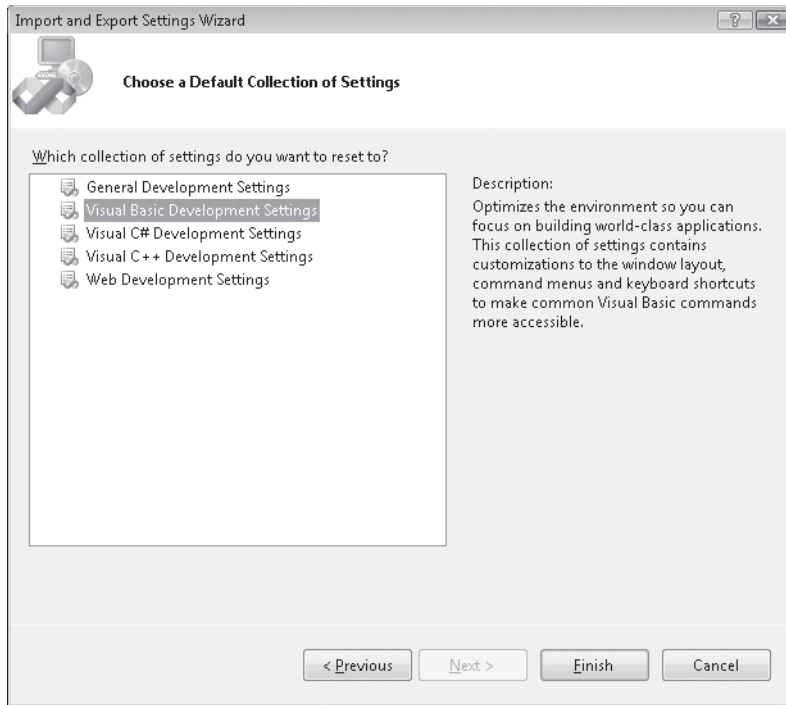 Import and Export Settings Wizard
Choose a Default Collection of Settings
Which collection of settings do you want to reset to?
General Development Settings
Visual Basic Development Settings
Visual C# Development Settings
Visual C++ Development Settings
Web Development Settings
Description:
Optimizes the environment so you can
focus on building world-class applications.
This collection of settings contains
customizations to the window layout,
command menus and keyboard shortcuts
to make common Visual Basic commands
more accessible.
< Previous
Next >
Finish
Cancel